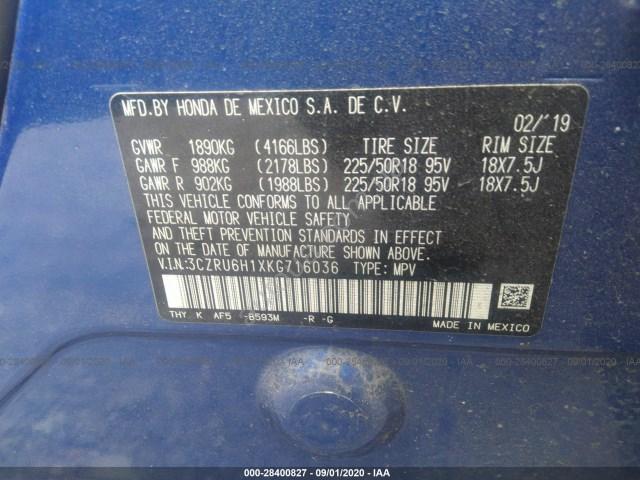 MFD.BY HONDA DE MEXICO S.A. DE C.V.
02/'19
GVWR 1890KG (4166LBS) TIRE SIZE RIM SIZE
GAWR F 988KG (2178LBS) 225/50R18 95V 18X7.5J
GAWR R 902KG (1988LBS) 225/50R18 95V 18X7.5J
THIS VEHICLE CONFORMS TO ALL APPLICABLE
FEDERAL MOTOR VEHICLE SAFETY
AND THEFT PREVENTION STANDARDS IN EFFECT ON
THE DATE OF MANUFACTURE SHOWN ABOVE.
V.I.N:3CZRU6H1XKG716036 TYPE: MPV
THY K AF5 -B593M -R -G
MADE IN MEXICO
000-28400827 - 09/01/2020 - IAA